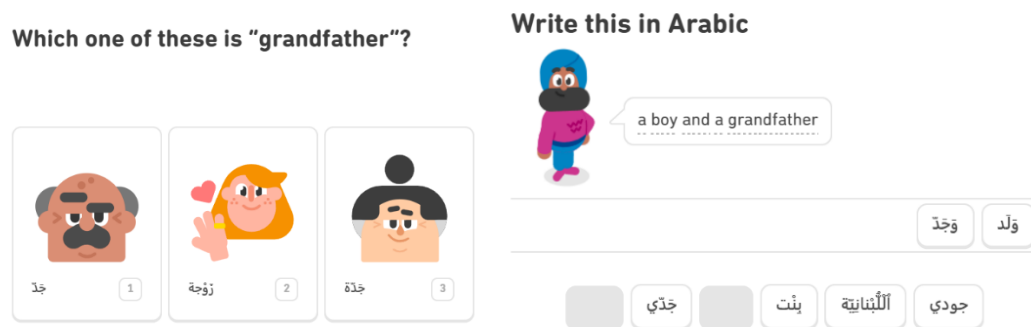 Which one of these is “grandfather”?
جَدّ 1
زَوْجة 2
جَدّة 3
Write this in Arabic
a boy and a grandfather
وَلَد وَجَدّ
جودي اَللُّبْنانِيّة بِنْت جَدّي